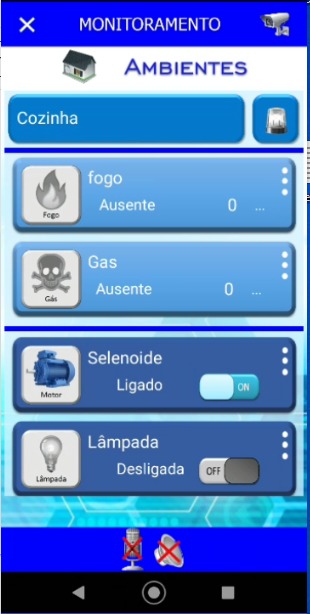 MONITORAMENTO
AMBIENTES
Cozinha
fogo
Ausente 0 ...
Fogo
Gas
Ausente 0 ...
Gás
Selenoide
Ligado ON
Motor
Lâmpada
Desligada OFF
Lâmpada